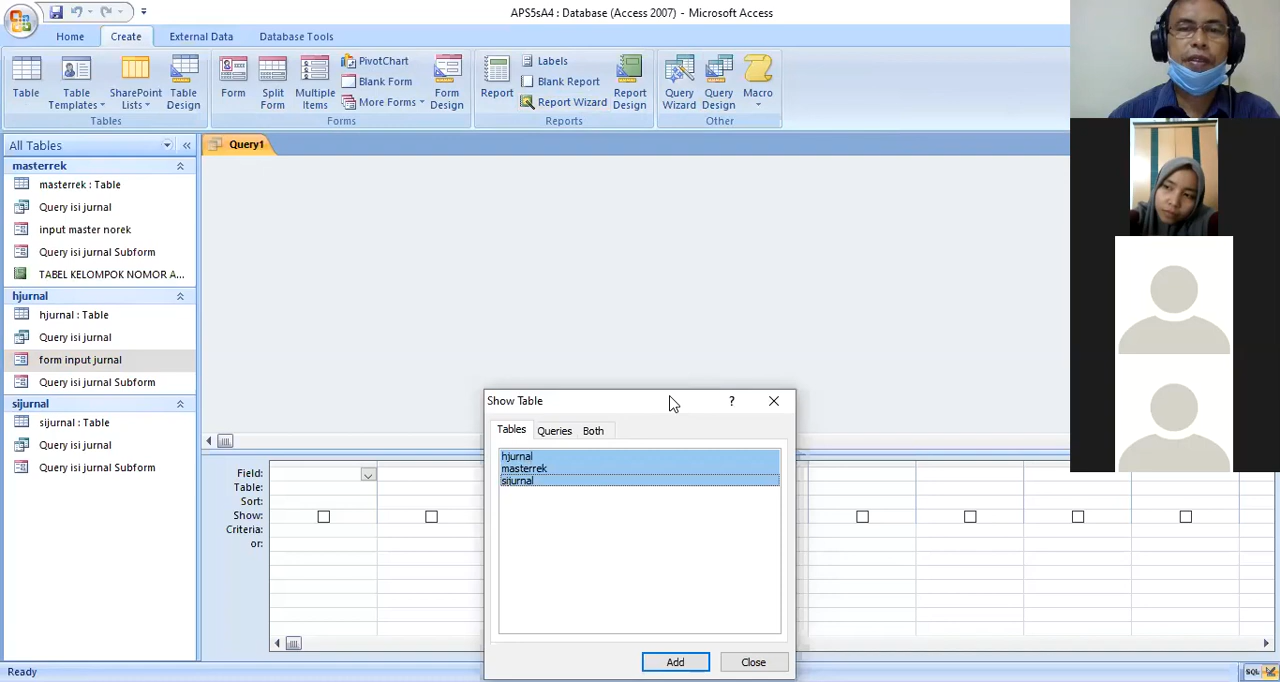 APS5sA4 : Database (Access 2007) - Microsoft Access
Home Create External Data Database Tools
Table
Table Templates
SharePoint Lists
Table Design
Tables
Form
Split Form
Multiple Items
PivotChart
Blank Form
More Forms
Form Design
Forms
Report
Labels
Blank Report
Report Wizard
Report Design
Reports
Query Wizard
Query Design
Macro
Other
All Tables
masterrek
masterrek : Table
Query isi jurnal
input master norek
Query isi jurnal Subform
TABEL KELOMPOK NOMOR A...
hjurnal
hjurnal : Table
Query isi jurnal
form input jurnal
Query isi jurnal Subform
sijurnal
sijurnal : Table
Query isi jurnal
Query isi jurnal Subform
Query1
Field:
Table:
Sort:
Show:
Criteria:
or:
Show Table ?
Tables Queries Both
hjurnal
masterrek
sijurnal
Add Close
Ready
SQL